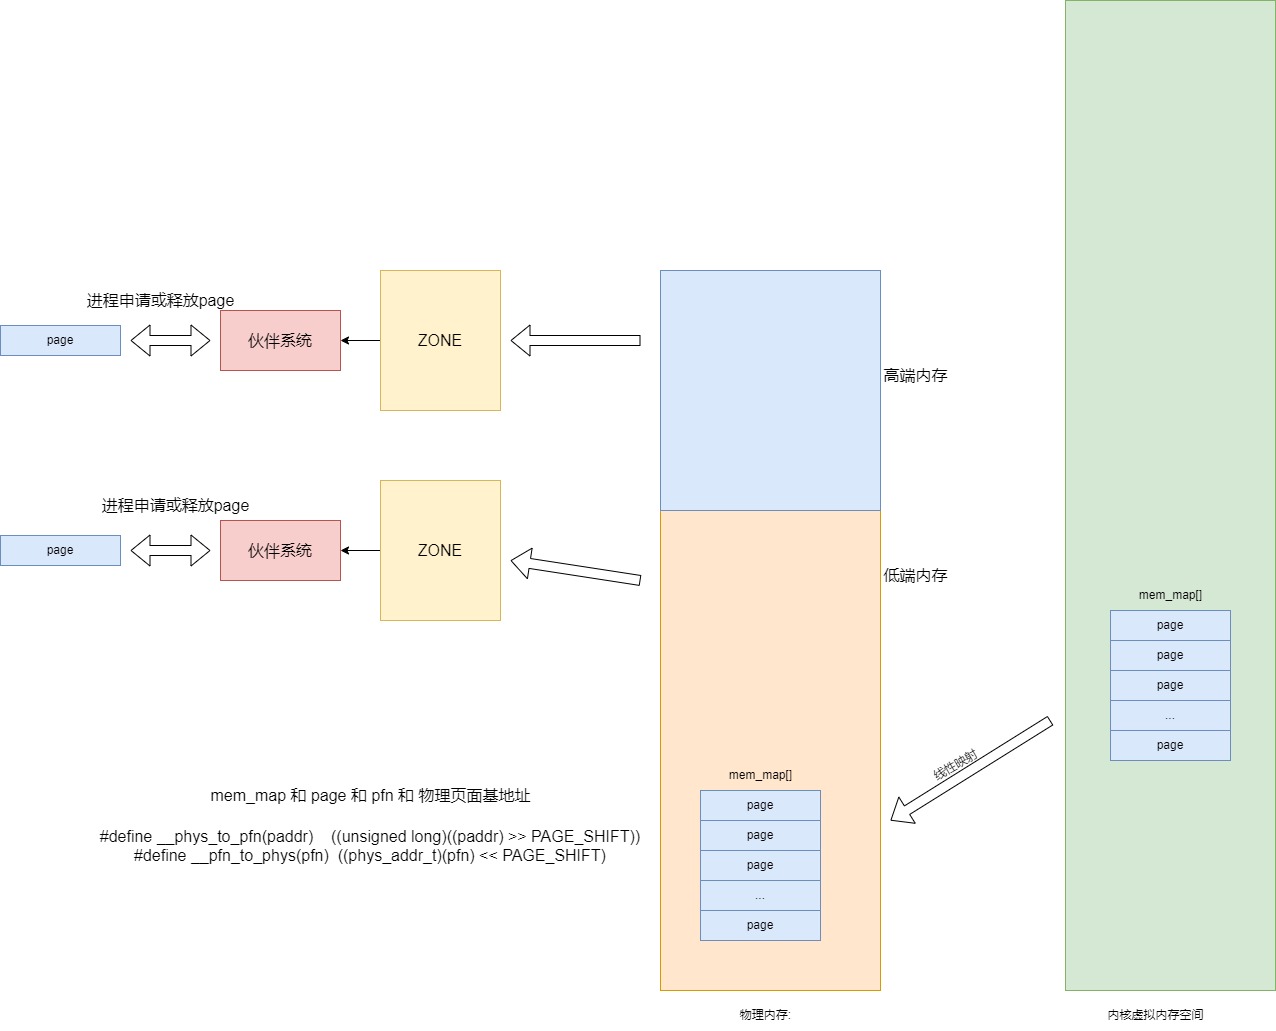 进程申请或释放page
page
伙伴系统
ZONE
高端内存
进程申请或释放page
page
伙伴系统
ZONE
低端内存
mem_map[]
page
page
page
...
page
线性映射
mem_map[]
page
page
page
...
page
mem_map 和 page 和 pfn 和 物理页面基地址
#define __phys_to_pfn(paddr)    ((unsigned long)((paddr) >> PAGE_SHIFT))
#define __pfn_to_phys(pfn)  ((phys_addr_t)(pfn) << PAGE_SHIFT)
物理内存:
内核虚拟内存空间